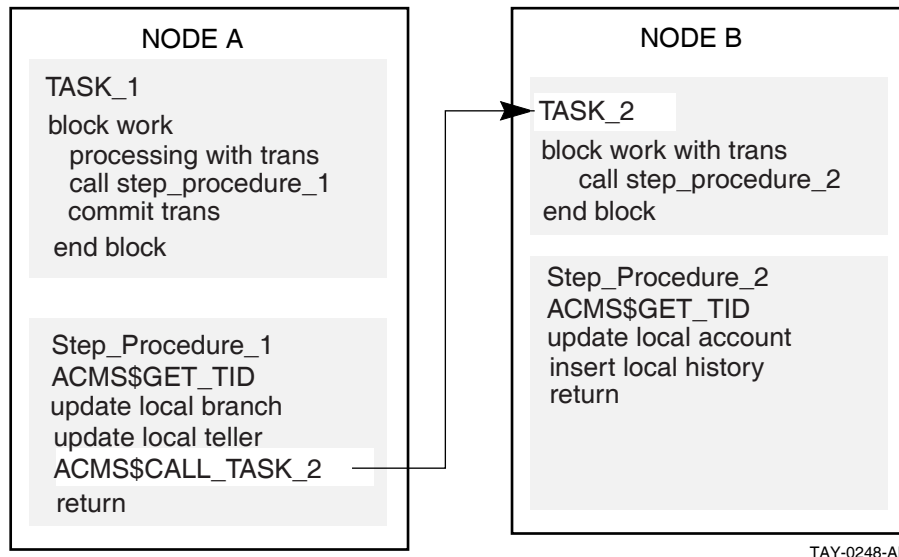 NODE A
TASK_1
block work
processing with trans
call step_procedure_1
commit trans
end block
Step_Procedure_1
ACMS$GET_TID
update local branch
update local teller
ACMS$CALL_TASK_2
return
NODE B
TASK_2
block work with trans
call step_procedure_2
end block
Step_Procedure_2
ACMS$GET_TID
update local account
insert local history
return